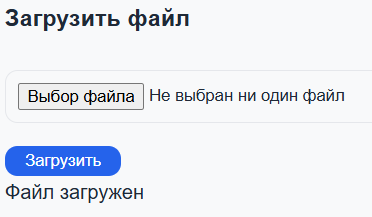 Загрузить файл
Выбор файла Не выбран ни один файл
Загрузить
Файл загружен